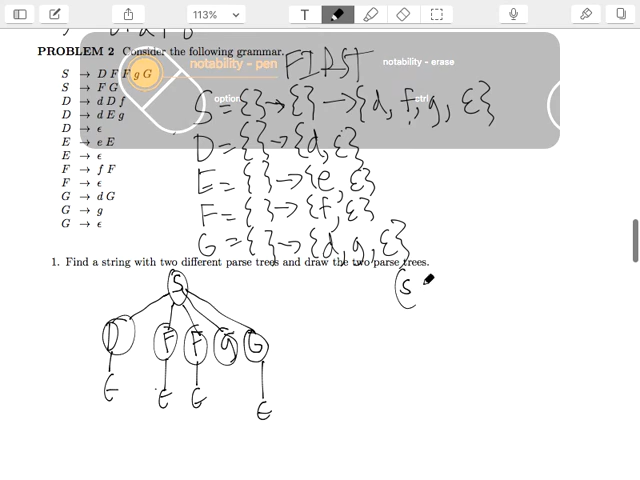 113%
PROBLEM 2 Consider the following grammar.
notability - pen
FIRST
notability - erase
S → D F F g G
S → F G
D → d D f
D → d E g
D → ϵ
E → e E
E → ϵ
F → f F
F → ϵ
G → d G
G → g
G → ϵ
option
ctrl
S = { } → { } → {d, f, g, ε}
D = { } → {d, ε}
E = { } → {e, ε}
F = { } → {f, ε}
G = { } → {d, g, ε}
1. Find a string with two different parse trees and draw the two parse trees.
S
S
D F F g G
ε ε ε ε